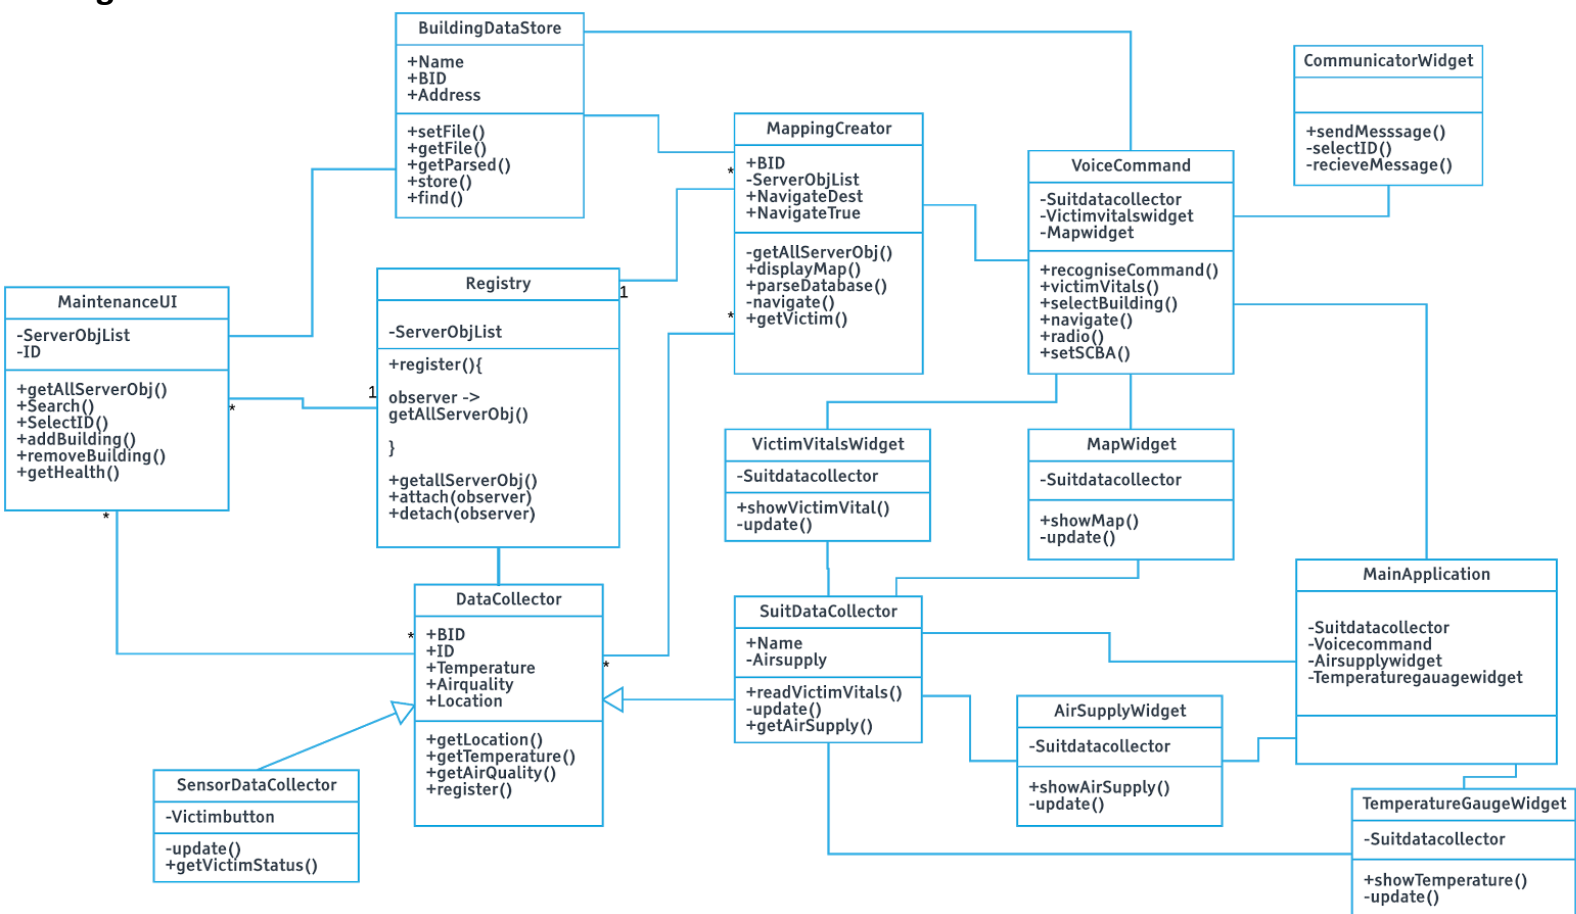 BuildingDataStore
+Name
+BID
+Address
+setFile()
+getFile()
+getParsed()
+store()
+find()
CommunicatorWidget
+sendMesssage()
-selectID()
-recieveMessage()
MappingCreator
+BID
-ServerObjList
+NavigateDest
+NavigateTrue
-getAllServerObj()
+displayMap()
+parseDatabase()
-navigate()
+getVictim()
*
*
VoiceCommand
-Suitdatacollector
-Victimvitalswidget
-Mapwidget
+recogniseCommand()
+victimVitals()
+selectBuilding()
+navigate()
+radio()
+setSCBA()
MaintenanceUI
-ServerObjList
-ID
+getAllServerObj()
+Search()
+SelectID()
+addBuilding()
+removeBuilding()
+getHealth()
*
*
Registry
-ServerObjList
+register(){
observer ->
getAllServerObj()
}
+getallServerObj()
+attach(observer)
+detach(observer)
1
1
VictimVitalsWidget
-Suitdatacollector
+showVictimVital()
-update()
MapWidget
-Suitdatacollector
+showMap()
-update()
DataCollector
+BID
+ID
+Temperature
+Airquality
+Location
+getLocation()
+getTemperature()
+getAirQuality()
+register()
*
*
SuitDataCollector
+Name
-Airsupply
+readVictimVitals()
-update()
+getAirSupply()
MainApplication
-Suitdatacollector
-Voicecommand
-Airsupplywidget
-Temperaturegauagewidget
AirSupplyWidget
-Suitdatacollector
+showAirSupply()
-update()
SensorDataCollector
-Victimbutton
-update()
+getVictimStatus()
TemperatureGaugeWidget
-Suitdatacollector
+showTemperature()
-update()